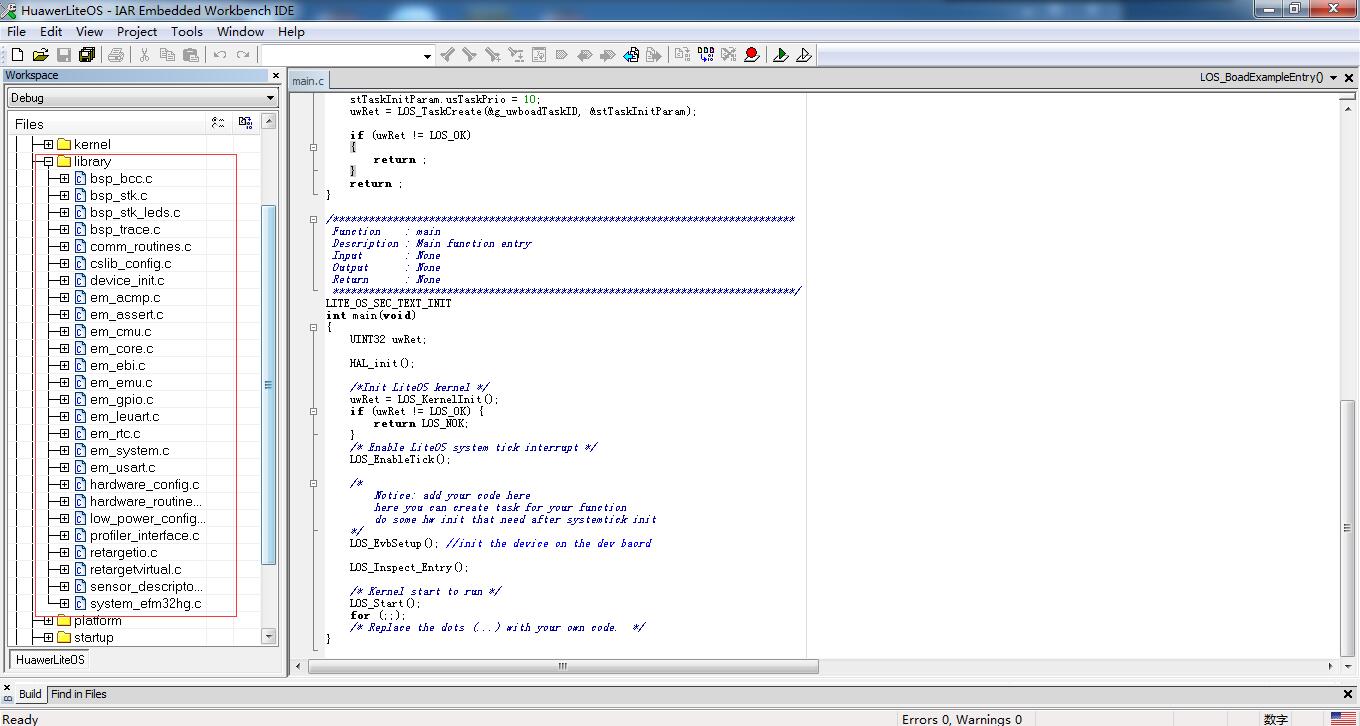 HuawerLiteOS - IAR Embedded Workbench IDE
File Edit View Project Tools Window Help
Workspace
Debug
Files
kernel
library
bsp_bcc.c
bsp_stk.c
bsp_stk_leds.c
bsp_trace.c
comm_routines.c
cslib_config.c
device_init.c
em_acmp.c
em_assert.c
em_cmu.c
em_core.c
em_ebi.c
em_emu.c
em_gpio.c
em_leuart.c
em_rtc.c
em_system.c
em_usart.c
hardware_config.c
hardware_routine...
low_power_config...
profiler_interface.c
retargetio.c
retargetvirtual.c
sensor_descripto...
system_efm32hg.c
platform
startup
HuawerLiteOS
main.c
LOS_BoadExampleEntry()
stTaskInitParam.usTaskPrio = 10;
uwRet = LOS_TaskCreate(&g_uwboadTaskID, &stTaskInitParam);
if (uwRet != LOS_OK)
{
return ;
}
return ;
}
/*****************************************************************************
Function : main
Description : Main function entry
Input : None
Output : None
Return : None
*****************************************************************************/
LITE_OS_SEC_TEXT_INIT
int main(void)
{
UINT32 uwRet;
HAL_init();
/*Init LiteOS kernel */
uwRet = LOS_KernelInit();
if (uwRet != LOS_OK) {
return LOS_NOK;
}
/* Enable LiteOS system tick interrupt */
LOS_EnableTick();
/*
Notice: add your code here
here you can create task for your function
do some hw init that need after systemtick init
*/
LOS_EvbSetup(); //init the device on the dev baord
LOS_Inspect_Entry();
/* Kernel start to run */
LOS_Start();
for (;;);
/* Replace the dots (...) with your own code. */
}
Build Find in Files
Ready
Errors 0, Warnings 0
数字